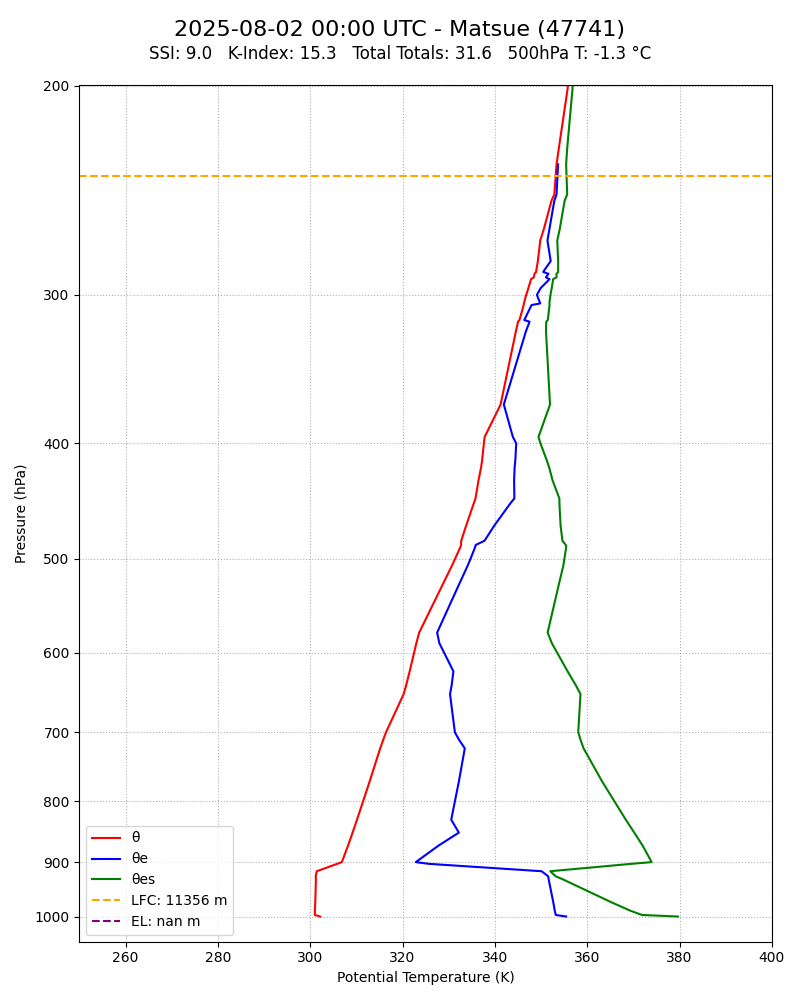 2025-08-02 00:00 UTC - Matsue (47741)
SSI: 9.0   K-Index: 15.3   Total Totals: 31.6   500hPa T: -1.3 °C
200
300
400
500
600
700
800
900
1000
Pressure (hPa)
θ
θe
θes
LFC: 11356 m
EL: nan m
260 280 300 320 340 360 380 400
Potential Temperature (K)